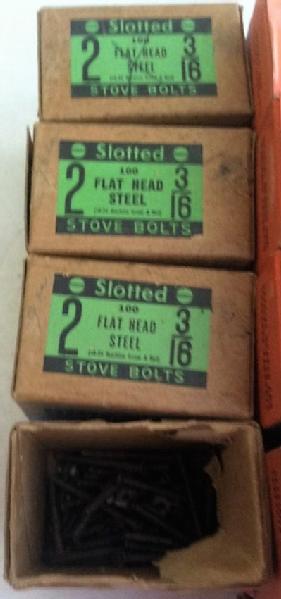 Slotted
100
2 FLAT HEAD 3/16
STEEL
STOVE BOLTS
Slotted
100
2 FLAT HEAD 3/16
STEEL
STOVE BOLTS
Slotted
100
2 FLAT HEAD 3/16
STEEL
STOVE BOLTS